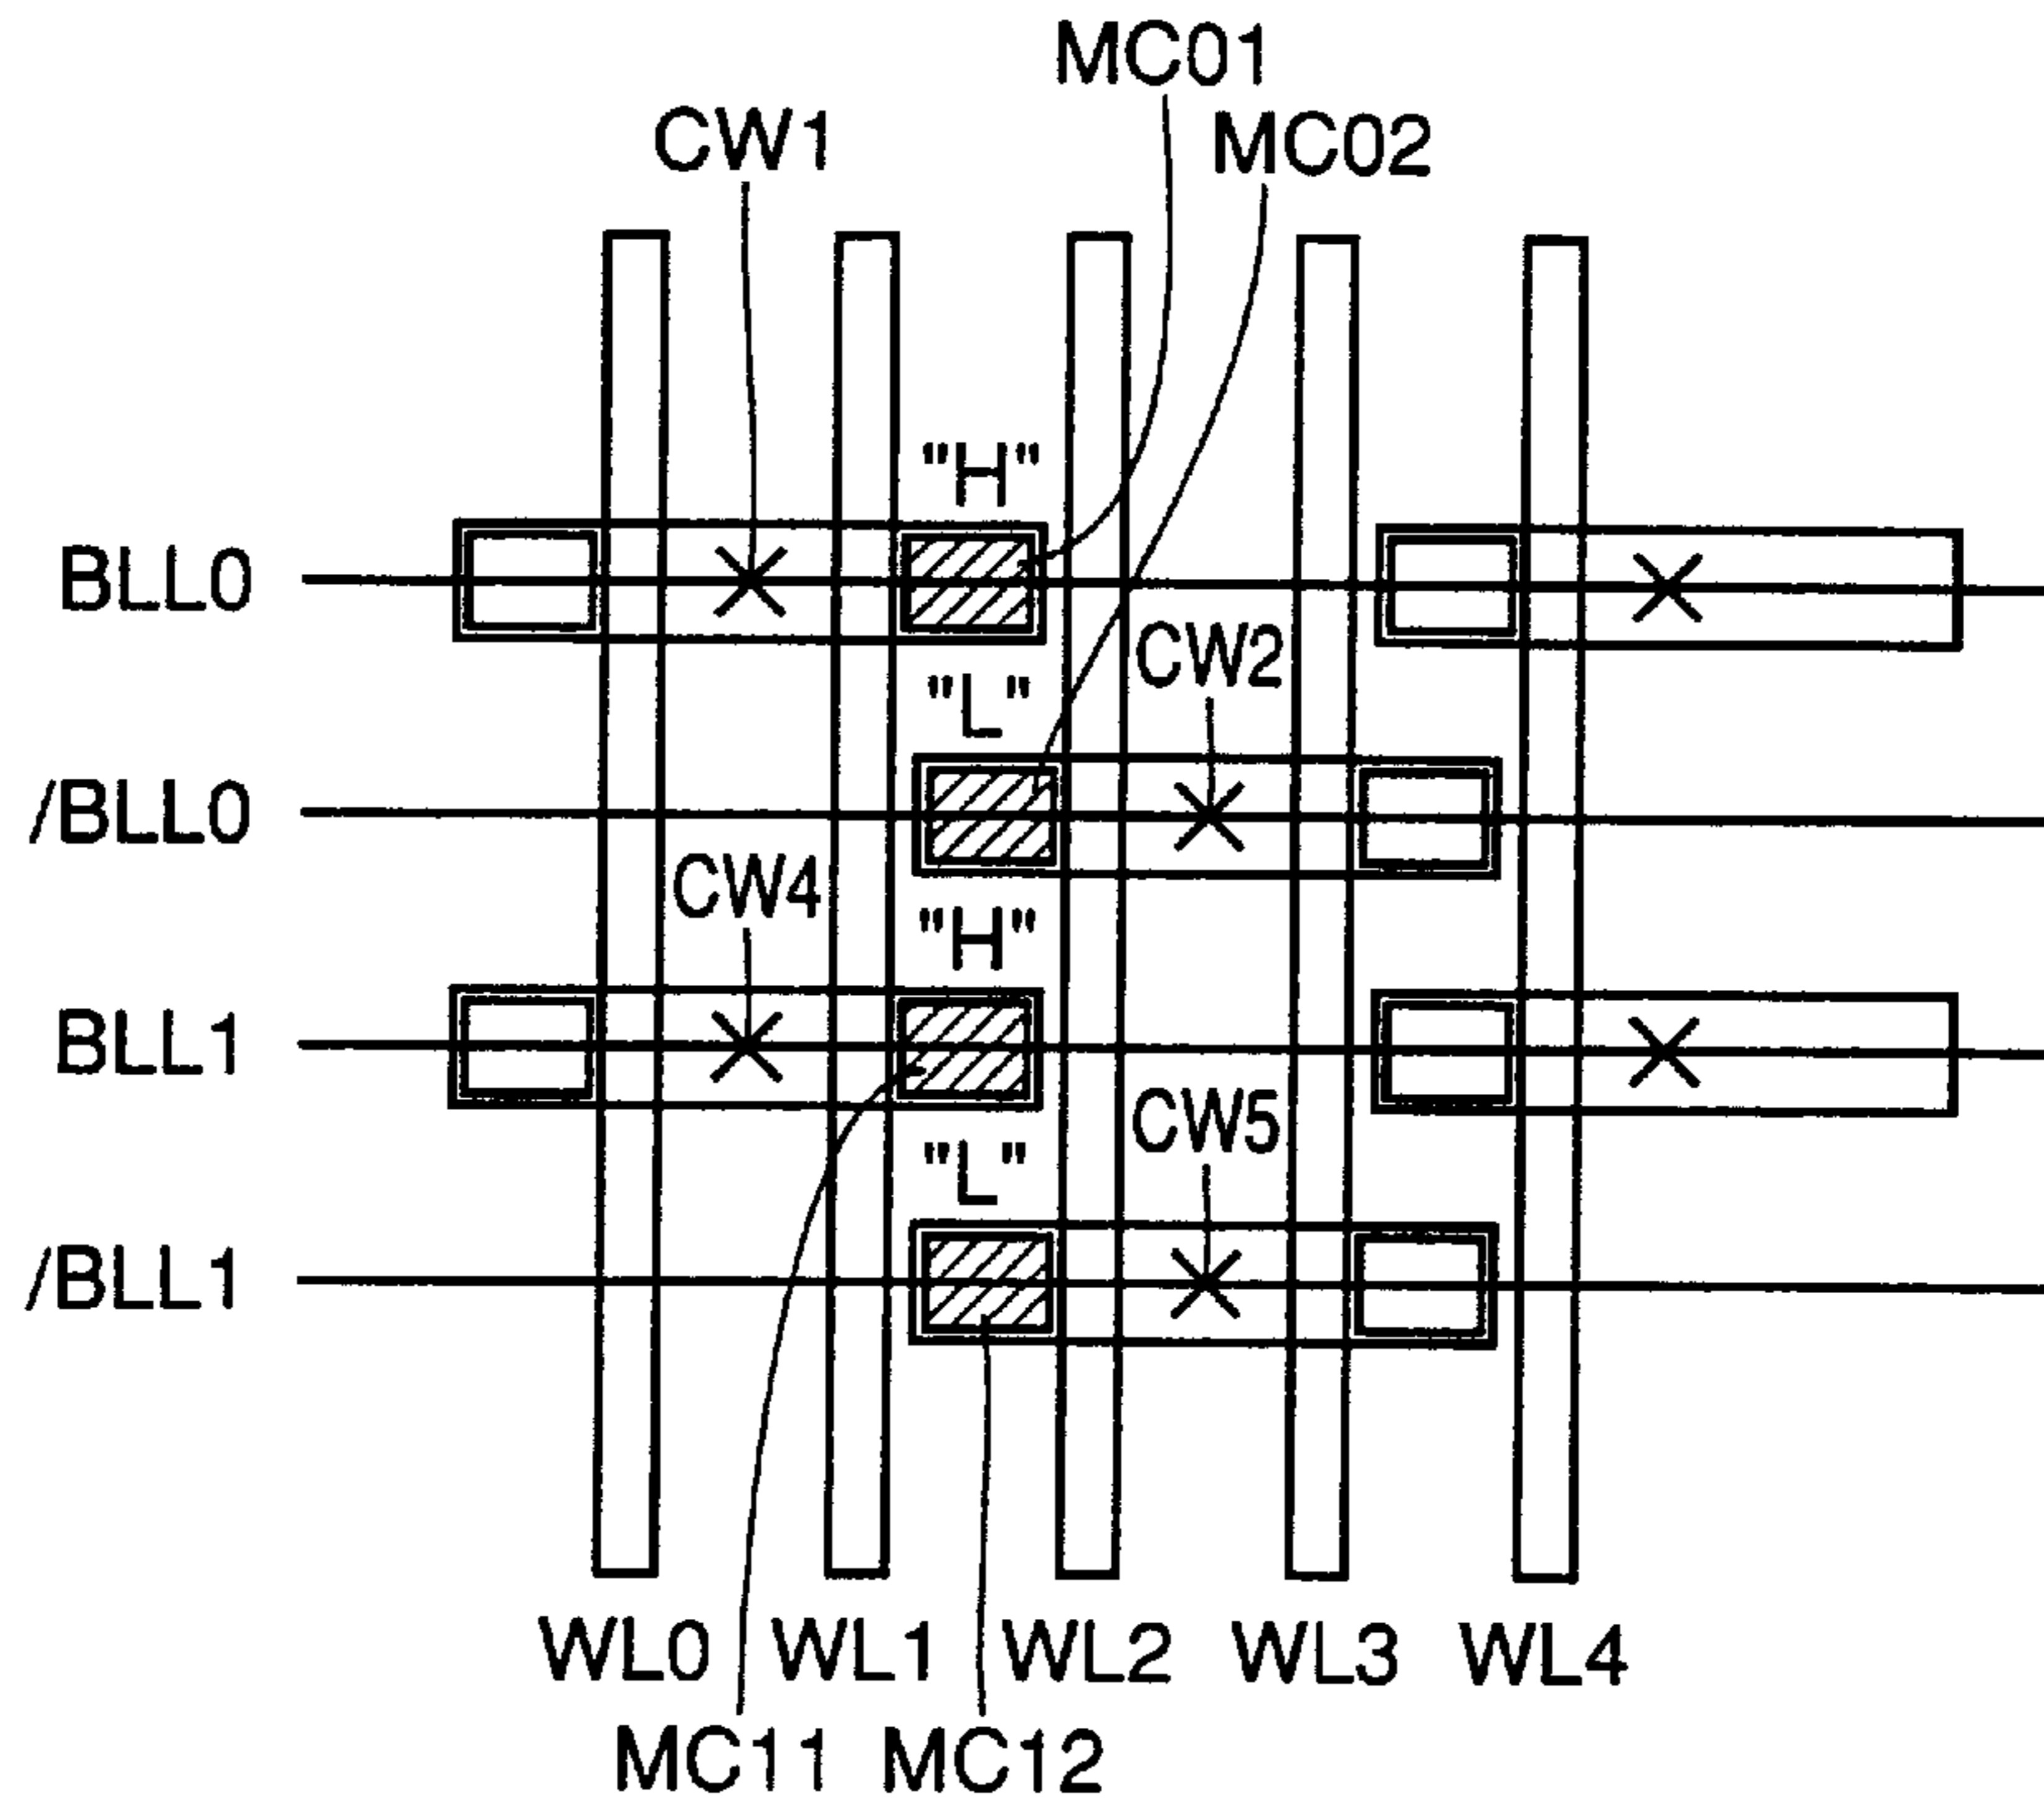 MC01
CW1
MC02
"H"
BLL0
CW2
"L"
/BLL0
CW4
"H"
BLL1
CW5
"L"
/BLL1
WL0 WL1 WL2 WL3 WL4
MC11 MC12